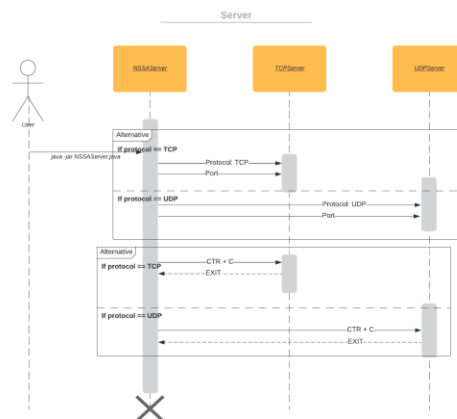 Server
NSSAServer
TCPServer
UDPServer
User
Alternative
If protocol == TCP
java -jar NSSAServer.java
Protocol: TCP
Port
If protocol == UDP
Protocol: UDP
Port
Alternative
If protocol == TCP
CTR + C
EXIT
If protocol == UDP
CTR + C
EXIT